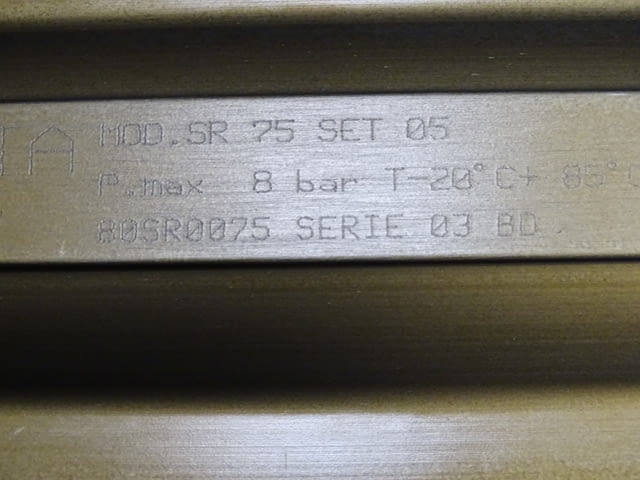 MOD.SR 75 SET 05
P.max 8 bar T-20°C+ 85°C
80SR0075 SERIE 03 BD